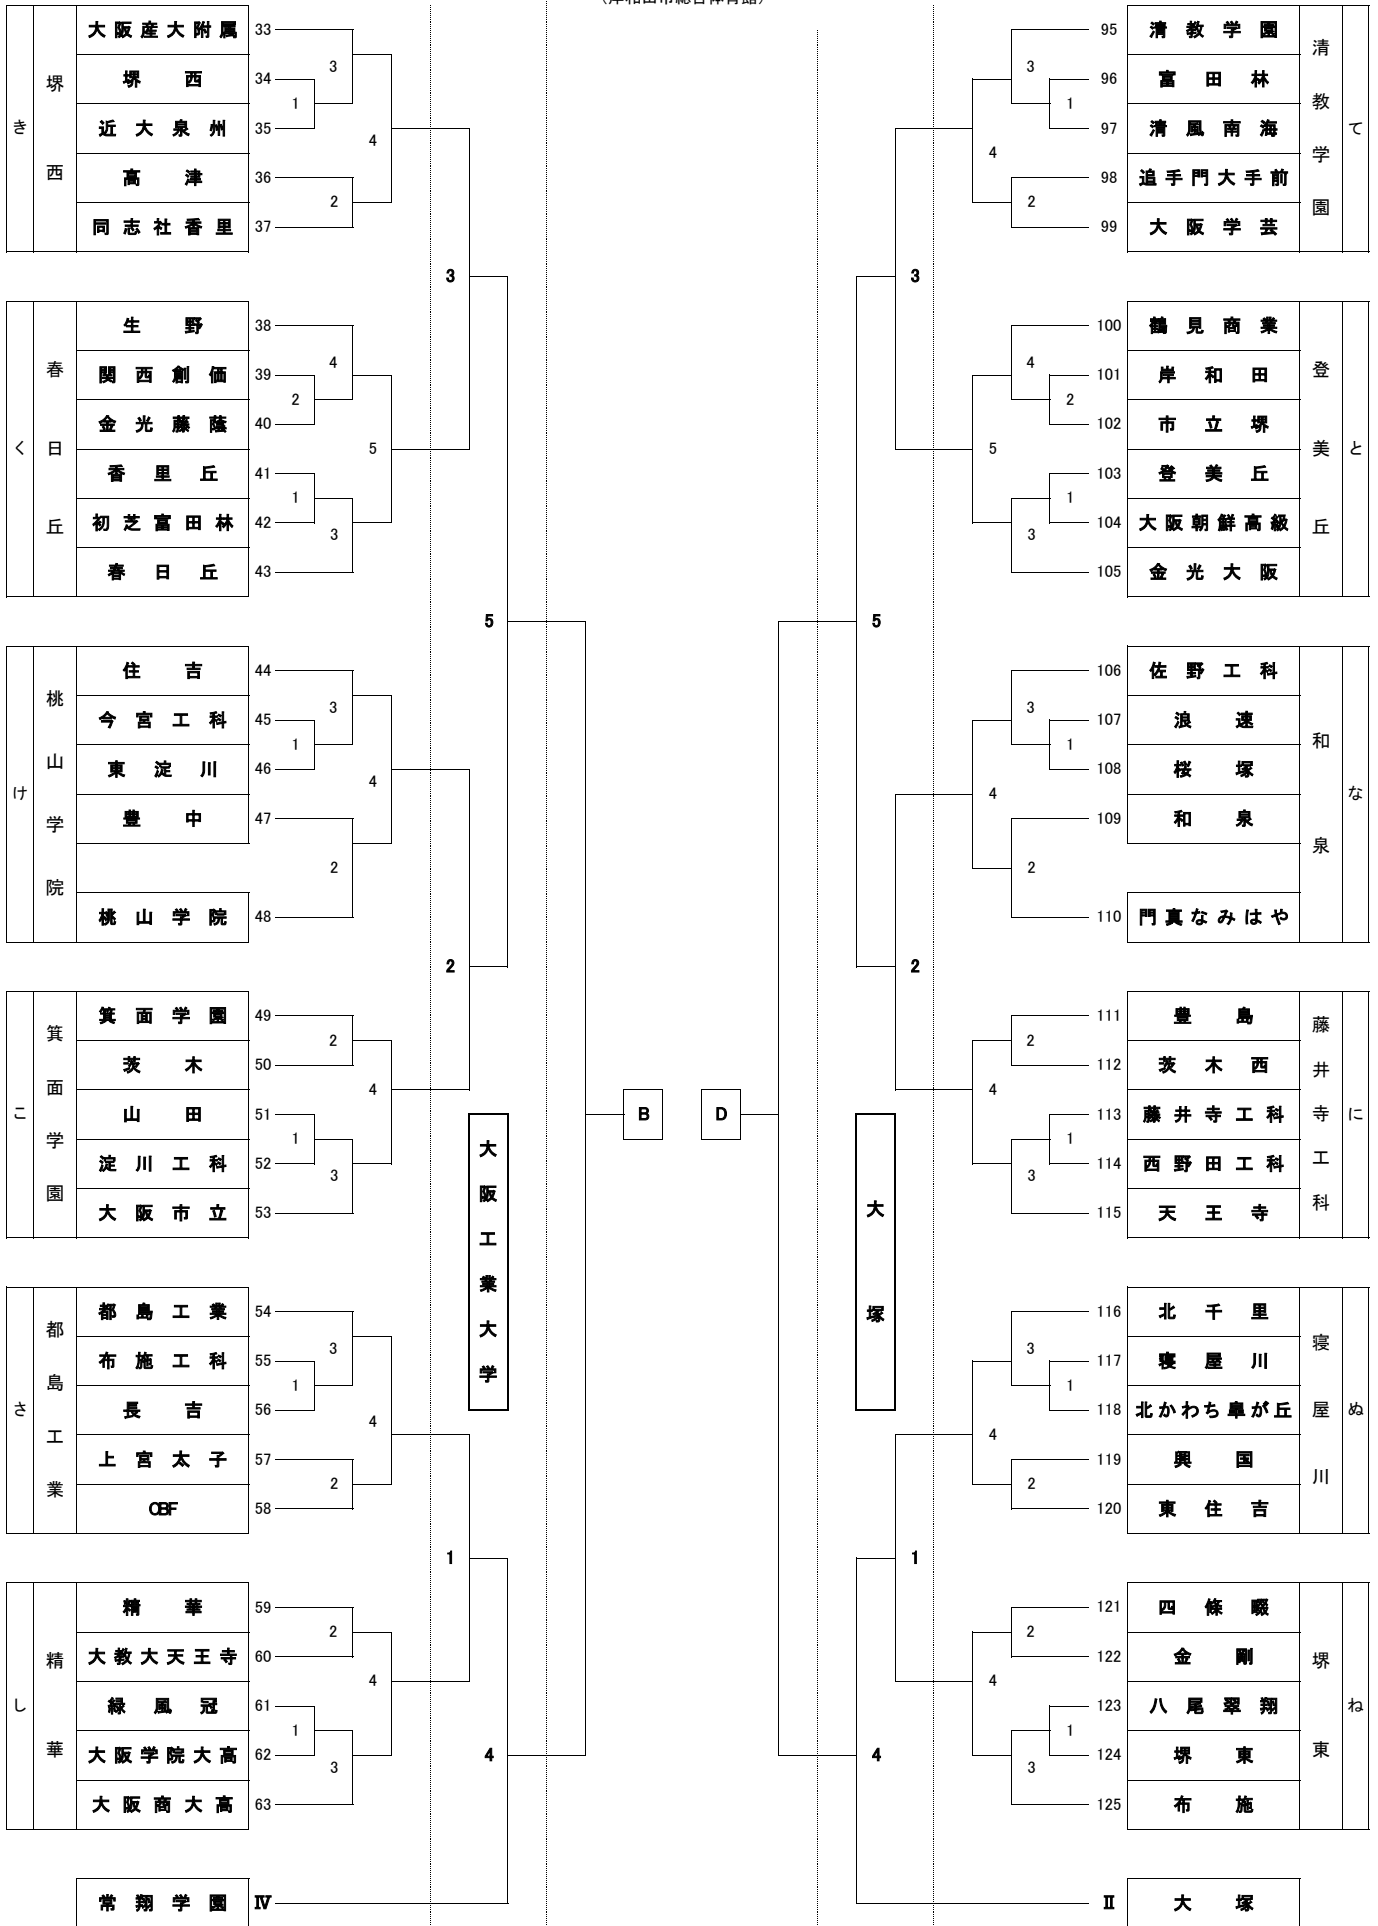 （岸和田市総合体育館）
き
堺西
大阪産大附属 33
堺西 34
近大泉州 35
高津 36
同志社香里 37
3
1
4
2
く
春日丘
生野 38
関西創価 39
金光藤蔭 40
香里丘 41
初芝富田林 42
春日丘 43
4
2
5
1
3
3
け
桃山学院
住吉 44
今宮工科 45
東淀川 46
豊中 47
桃山学院 48
3
1
4
2
5
こ
箕面学園
箕面学園 49
茨木 50
山田 51
淀川工科 52
大阪市立 53
2
4
1
3
2
B
大阪工業大学
さ
都島工業
都島工業 54
布施工科 55
長吉 56
上宮太子 57
OBF 58
3
1
4
2
し
精華
精華 59
大教大天王寺 60
緑風冠 61
大阪学院大高 62
大阪商大高 63
2
4
1
3
1
4
常翔学園 Ⅳ
95 清教学園
96 富田林
97 清風南海
98 追手門大手前
99 大阪学芸
清教学園
て
3
1
4
2
100 鶴見商業
101 岸和田
102 市立堺
103 登美丘
104 大阪朝鮮高級
105 金光大阪
登美丘
と
4
2
5
1
3
3
106 佐野工科
107 浪速
108 桜塚
109 和泉
110 門真なみはや
和泉
な
3
1
4
2
5
111 豊島
112 茨木西
113 藤井寺工科
114 西野田工科
115 天王寺
藤井寺工科
に
2
4
1
3
2
D
大塚
116 北千里
117 寝屋川
118 北かわち皐が丘
119 興国
120 東住吉
寝屋川
ぬ
3
1
4
2
121 四條畷
122 金剛
123 八尾翠翔
124 堺東
125 布施
堺東
ね
2
4
1
3
1
4
Ⅱ 大塚